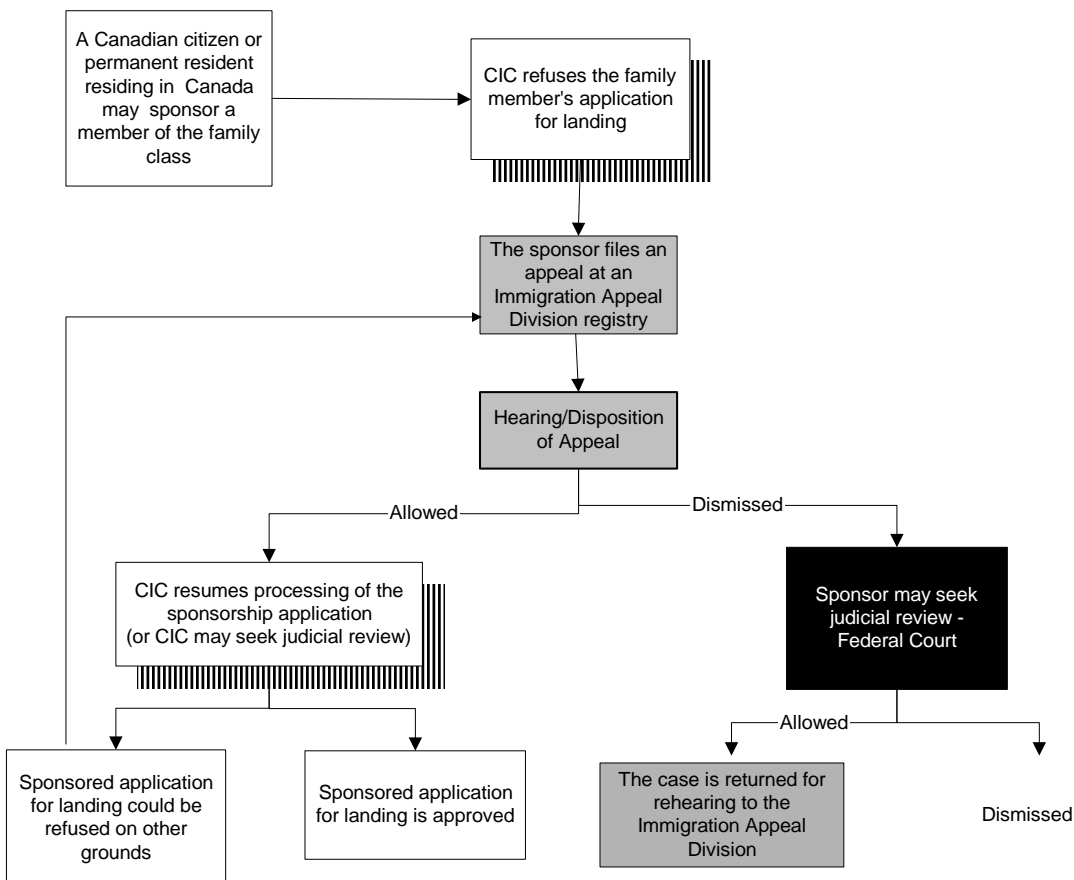 A Canadian citizen or
permanent resident
residing in Canada
may sponsor a
member of the family
class
CIC refuses the family
member's application
for landing
The sponsor files an
appeal at an
Immigration Appeal
Division registry
Hearing/Disposition
of Appeal
Allowed
Dismissed
CIC resumes processing of the
sponsorship application
(or CIC may seek judicial review)
Sponsor may seek
judicial review -
Federal Court
Allowed
Sponsored application
for landing could be
refused on other
grounds
Sponsored application
for landing is approved
The case is returned for
rehearing to the
Immigration Appeal
Division
Dismissed